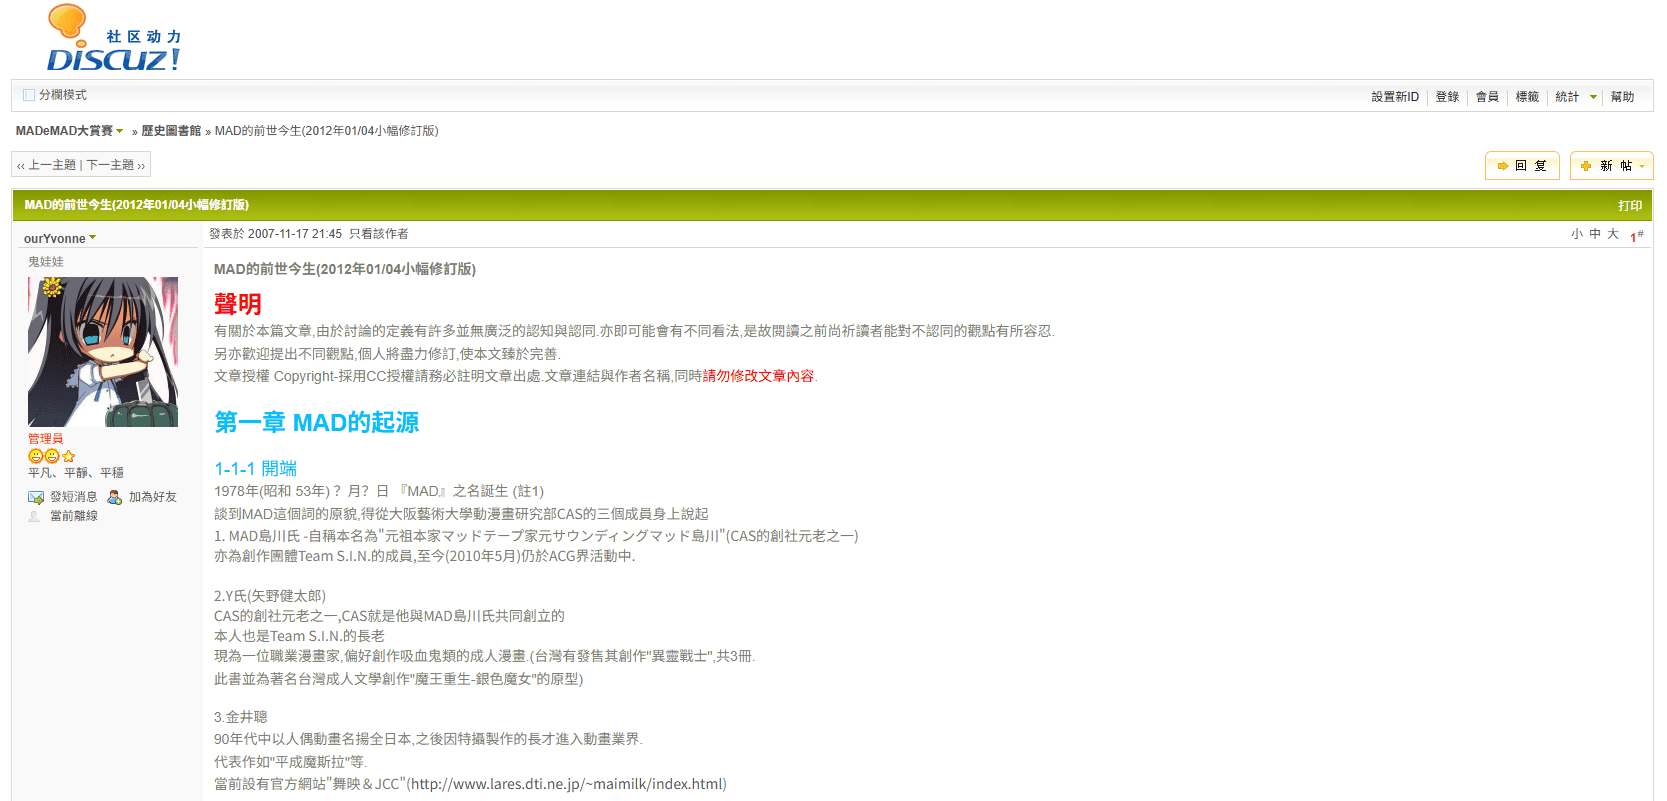 社区动力
DISCUZ!
分欄模式
設置新ID 登錄 會員 標籤 統計 幫助
MADeMAD大賞賽 » 歷史圖書館 » MAD的前世今生(2012年01/04小幅修訂版)
‹‹ 上一主題 | 下一主題 ››
回复 新帖
MAD的前世今生(2012年01/04小幅修訂版) 打印
ourYvonne
發表於 2007-11-17 21:45 只看該作者
小 中 大 1#
鬼娃娃
管理員
平凡、平靜、平穩
發短消息 加為好友
當前離線
MAD的前世今生(2012年01/04小幅修訂版)
聲明
有關於本篇文章,由於討論的定義有許多並無廣泛的認知與認同.亦即可能會有不同看法,是故閱讀之前尚祈讀者能對不認同的觀點有所容忍.
另亦歡迎提出不同觀點,個人將盡力修訂,使本文臻於完善.
文章授權 Copyright-採用CC授權請務必註明文章出處.文章連結與作者名稱,同時請勿修改文章內容.
第一章 MAD的起源
1-1-1 開端
1978年(昭和 53年)？月？日 『MAD』之名誕生 (註1)
談到MAD這個詞的原貌,得從大阪藝術大學動漫畫研究部CAS的三個成員身上說起
1. MAD島川氏 -自稱本名為"元祖本家マッドテープ家元サウンディングマッド島川"(CAS的創社元老之一)
亦為創作團體Team S.I.N.的成員,至今(2010年5月)仍於ACG界活動中.
2.Y氏(矢野健太郎)
CAS的創社元老之一,CAS就是他與MAD島川氏共同創立的
本人也是Team S.I.N.的長老
現為一位職業漫畫家,偏好創作吸血鬼類的成人漫畫.(台灣有發售其創作"異靈戰士",共3冊.
此書並為著名台灣成人文學創作"魔王重生-銀色魔女"的原型)
3.金井聰
90年代中以人偶動畫名揚全日本,之後因特攝製作的長才進入動畫業界.
代表作如"平成魔斯拉"等.
當前設有官方網站"舞映＆JCC"(http://www.lares.dti.ne.jp/~maimilk/index.html)